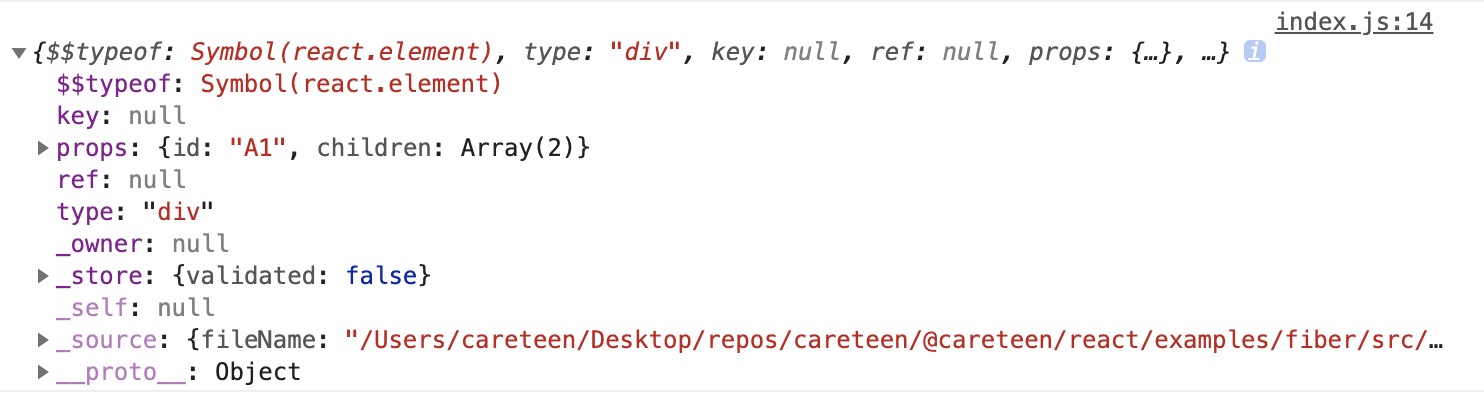 index.js:14
▼{$$typeof: Symbol(react.element), type: "div", key: null, ref: null, props: {…}, …} i
$$typeof: Symbol(react.element)
key: null
▶props: {id: "A1", children: Array(2)}
ref: null
type: "div"
_owner: null
▶_store: {validated: false}
_self: null
▶_source: {fileName: "/Users/careteen/Desktop/repos/careteen/@careteen/react/examples/fiber/src/…
▶__proto__: Object